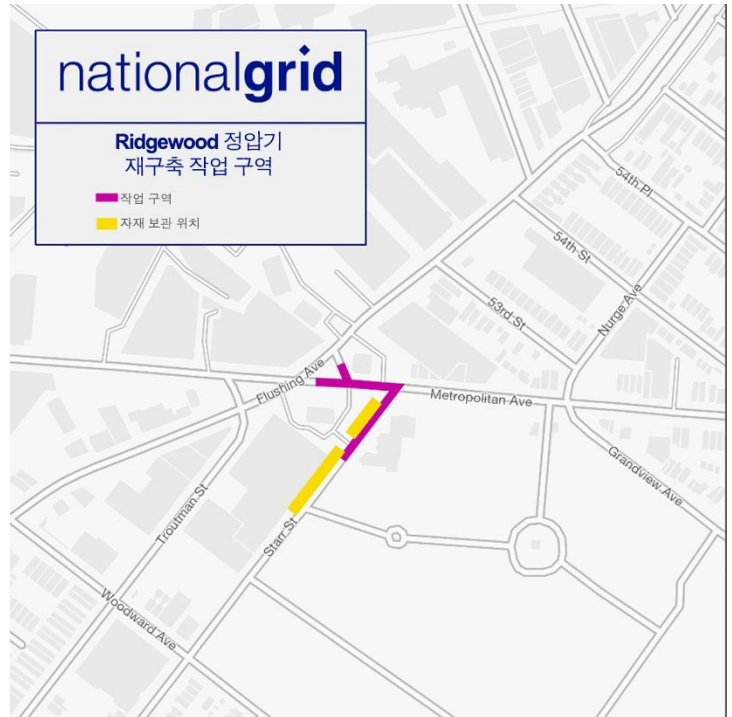 nationalgrid
Ridgewood 정압기
재구축 작업 구역
작업 구역
자재 보관 위치
54th Pl
54th St
53rd St
Nurge Ave
Flushing Ave
Metropolitan Ave
Grandview Ave
Troutman St
Starr St
Woodward Ave